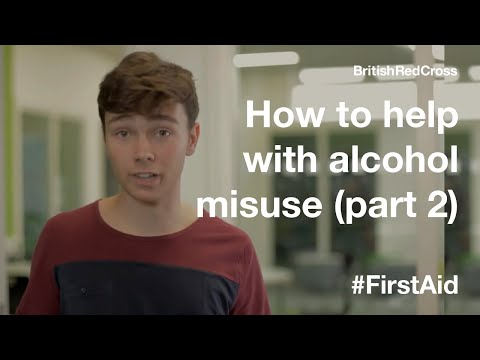 BritishRedCross
How to help
with alcohol
misuse (part 2)
#FirstAid